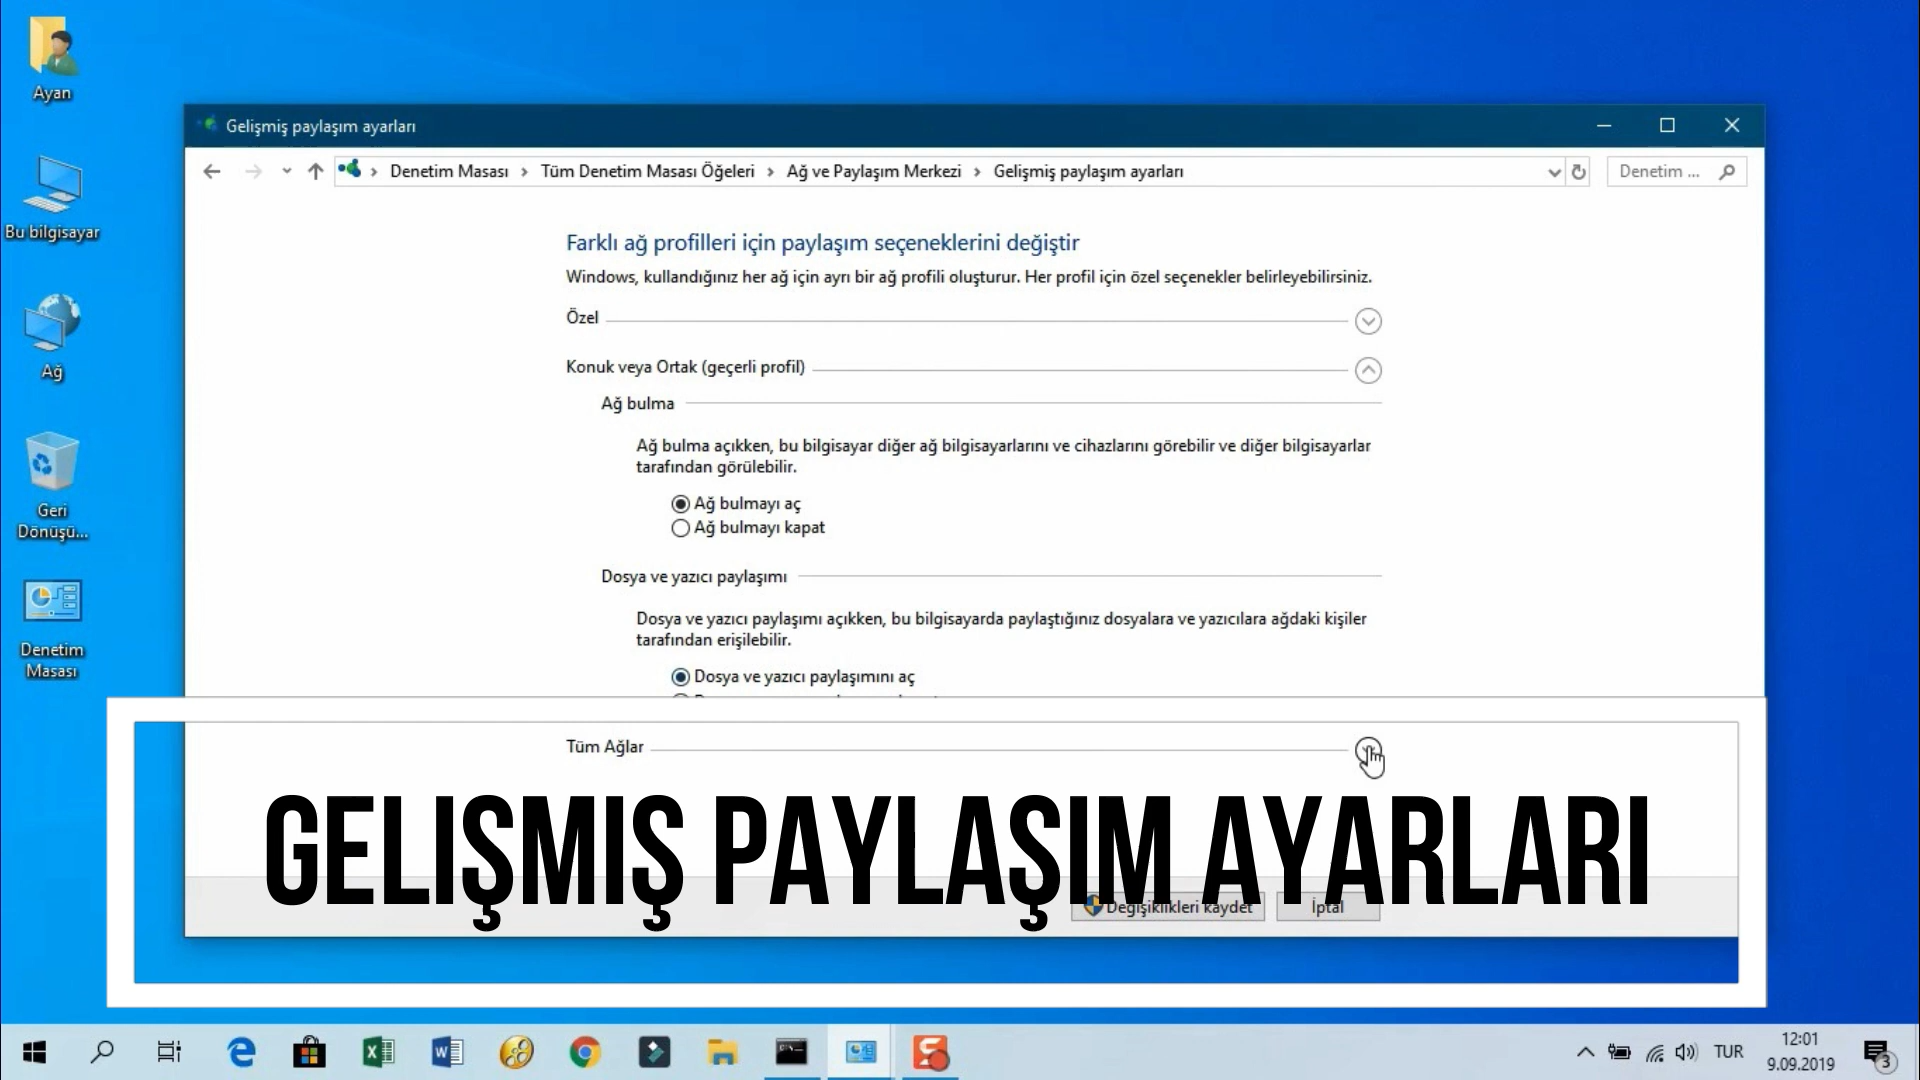 Ayan
Bu bilgisayar
Ağ
Geri
Dönüşü...
Denetim
Masası
Gelişmiş paylaşım ayarları
Denetim Masası > Tüm Denetim Masası Öğeleri > Ağ ve Paylaşım Merkezi > Gelişmiş paylaşım ayarları
Denetim ...
Farklı ağ profilleri için paylaşım seçeneklerini değiştir
Windows, kullandığınız her ağ için ayrı bir ağ profili oluşturur. Her profil için özel seçenekler belirleyebilirsiniz.
Özel
Konuk veya Ortak (geçerli profil)
Ağ bulma
Ağ bulma açıkken, bu bilgisayar diğer ağ bilgisayarlarını ve cihazlarını görebilir ve diğer bilgisayarlar
tarafından görülebilir.
Ağ bulmayı aç
Ağ bulmayı kapat
Dosya ve yazıcı paylaşımı
Dosya ve yazıcı paylaşımı açıkken, bu bilgisayarda paylaştığınız dosyalara ve yazıcılara ağdaki kişiler
tarafından erişilebilir.
Dosya ve yazıcı paylaşımını aç
Tüm Ağlar
GELIŞMIŞ PAYLAŞIM AYARLARI
Değişiklikleri kaydet
İptal
TUR
12:01
9.09.2019
3